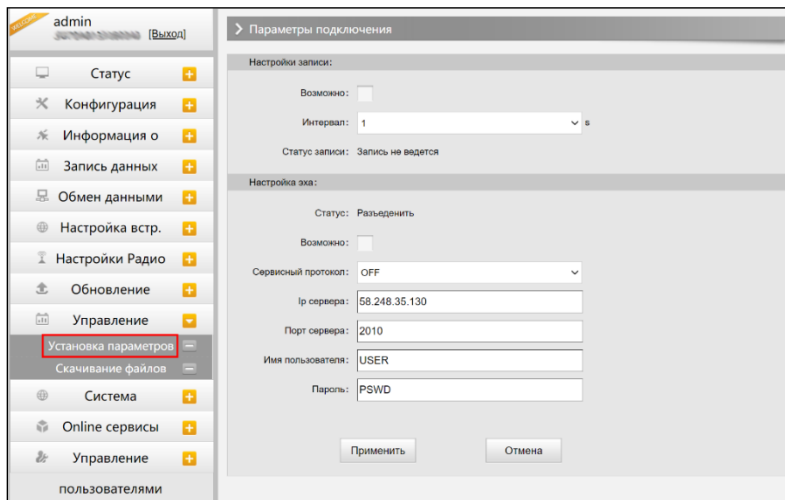 admin
[Выход]
Статус
Конфигурация
Информация о
Запись данных
Обмен данными
Настройка встр.
Настройки Радио
Обновление
Управление
Установка параметров
Скачивание файлов
Система
Online сервисы
Управление
пользователями
Параметры подключения
Настройки записи:
Возможно:
Интервал: 1 s
Статус записи: Запись не ведется
Настройка эха:
Статус: Разъеденить
Возможно:
Сервисный протокол: OFF
Ip сервера: 58.248.35.130
Порт сервера: 2010
Имя пользователя: USER
Пароль: PSWD
Применить Отмена